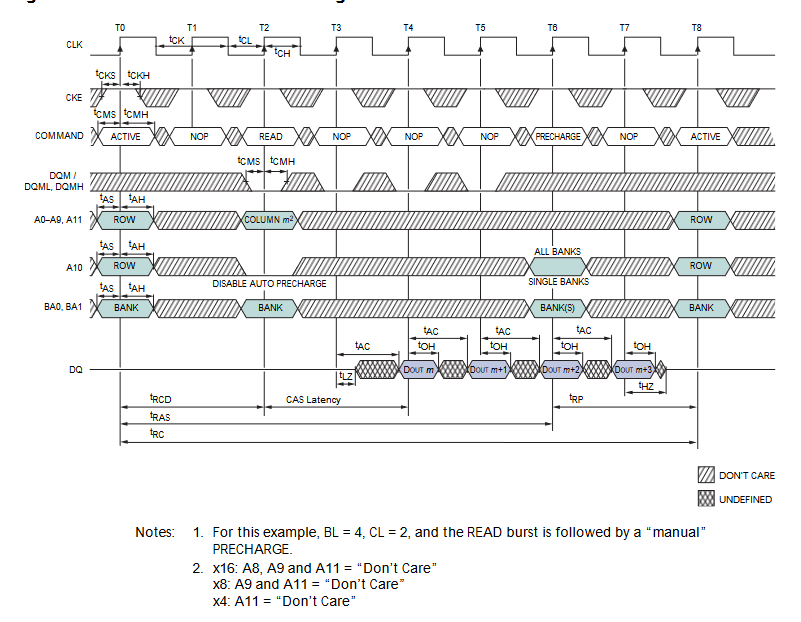 T0 T1 T2 T3 T4 T5 T6 T7 T8
CLK
tCK tCL
tCH
tCKS tCKH
CKE
tCMS tCMH
COMMAND ACTIVE NOP READ NOP NOP NOP PRECHARGE NOP ACTIVE
tCMS tCMH
DQM /
DQML, DQMH
tAS tAH
A0–A9, A11 ROW COLUMN m2 ROW
tAS tAH
ALL BANKS
A10 ROW ROW
DISABLE AUTO PRECHARGE SINGLE BANKS
tAS tAH
BA0, BA1 BANK BANK BANK(S) BANK
tAC tAC tAC
tAC tOH tOH tOH tOH
DQ DOUT m DOUT m+1 DOUT m+2 DOUT m+3
tLZ
tHZ
tRCD CAS Latency tRP
tRAS
tRC
DON'T CARE
UNDEFINED
Notes: 1. For this example, BL = 4, CL = 2, and the READ burst is followed by a “manual”
PRECHARGE.
2. x16: A8, A9 and A11 = “Don’t Care”
x8: A9 and A11 = “Don’t Care”
x4: A11 = “Don’t Care”